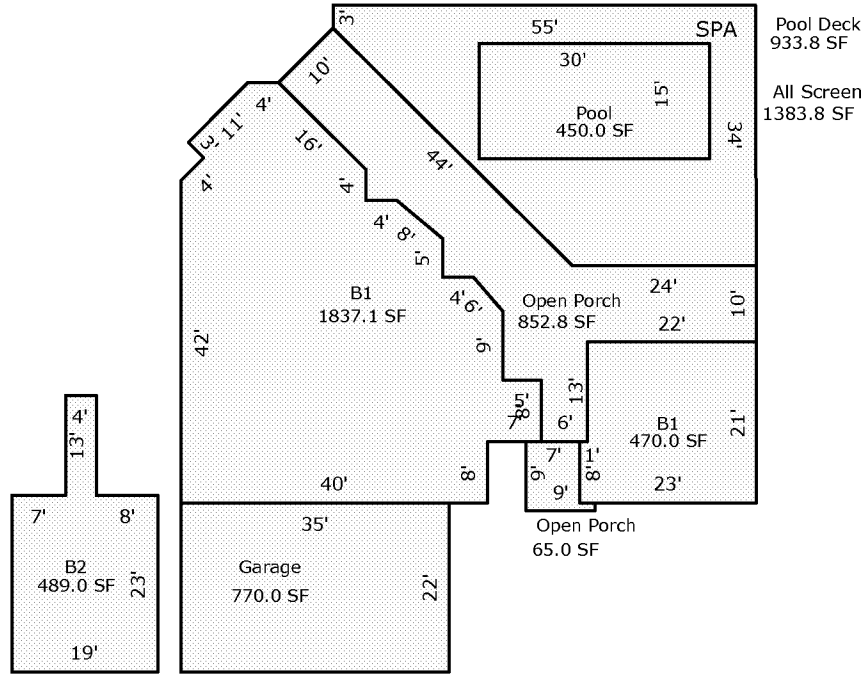 3'
55'
SPA
Pool Deck
933.8 SF
10'
30'
15'
4'
All Screen
1383.8 SF
Pool
450.0 SF
11'
3'
16'
34'
44'
4'
4'
4'
8'
5'
24'
10'
B1
1837.1 SF
4'
6'
Open Porch
852.8 SF
22'
42'
9'
13'
5'
8'
7'
6'
B1
470.0 SF
21'
4'
13'
7'
1'
8'
9'
8'
9'
40'
23'
7'
8'
35'
Open Porch
65.0 SF
B2
489.0 SF
23'
Garage
770.0 SF
22'
19'